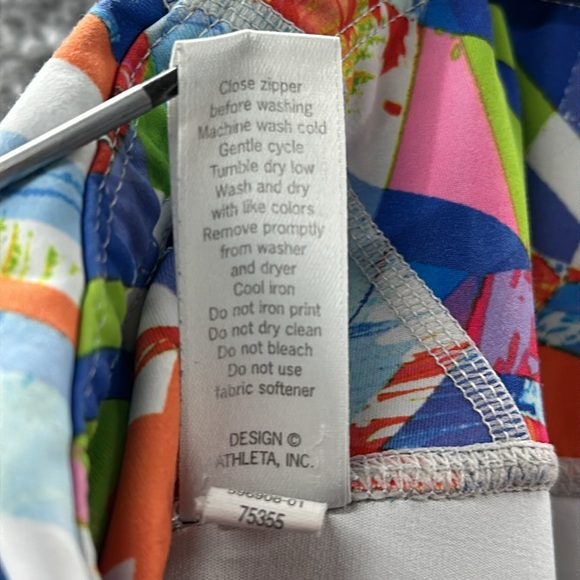 Close zipper
before washing
Machine wash cold
Gentle cycle
Tumble dry low
Wash and dry
with like colors
Remove promptly
from washer
and dryer
Cool iron
Do not iron print
Do not dry clean
Do not bleach
Do not use
fabric softener
DESIGN ©
ATHLETA, INC.
75355